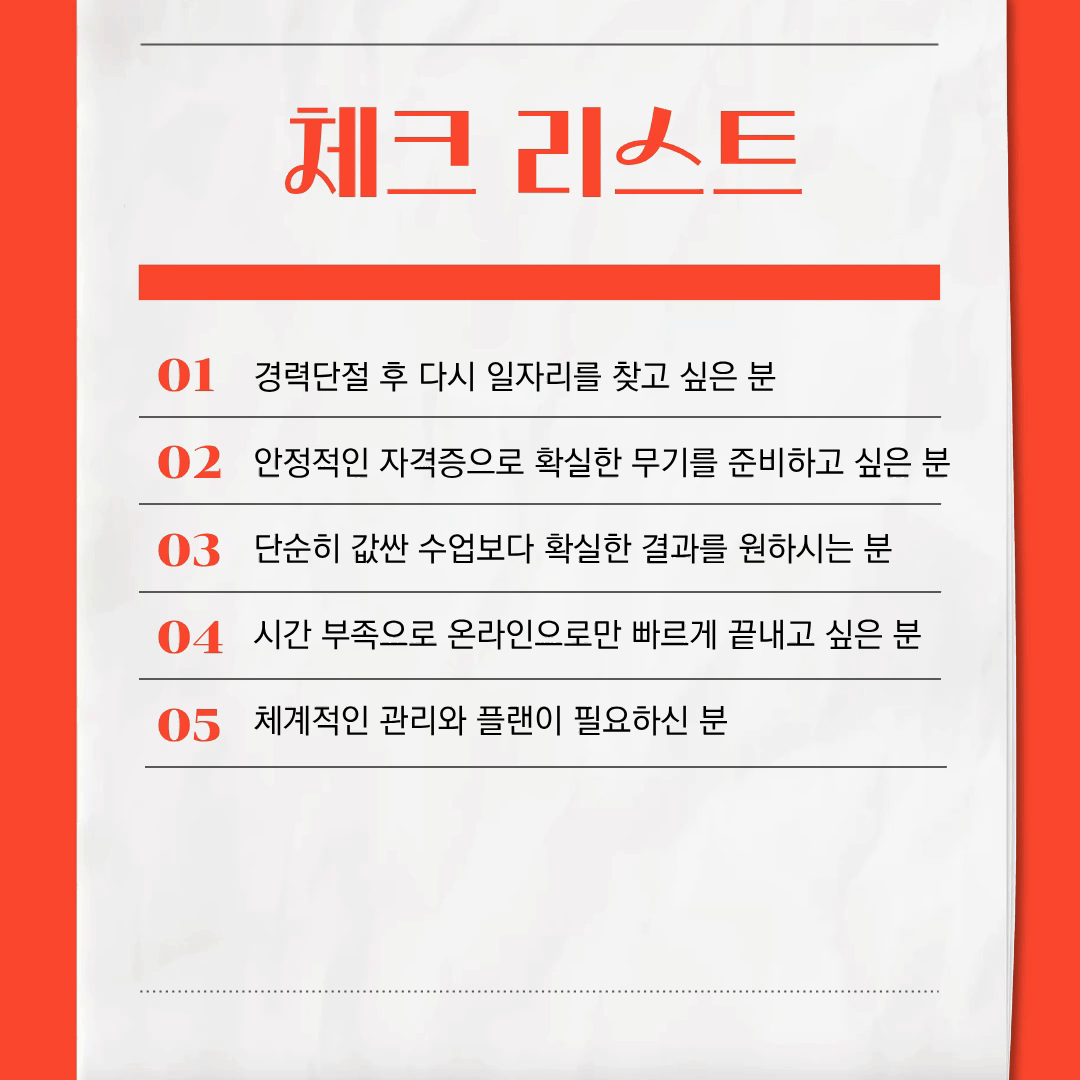 체크 리스트
01 경력단절 후 다시 일자리를 찾고 싶은 분
02 안정적인 자격증으로 확실한 무기를 준비하고 싶은 분
03 단순히 값싼 수업보다 확실한 결과를 원하시는 분
04 시간 부족으로 온라인으로만 빠르게 끝내고 싶은 분
05 체계적인 관리와 플랜이 필요하신 분